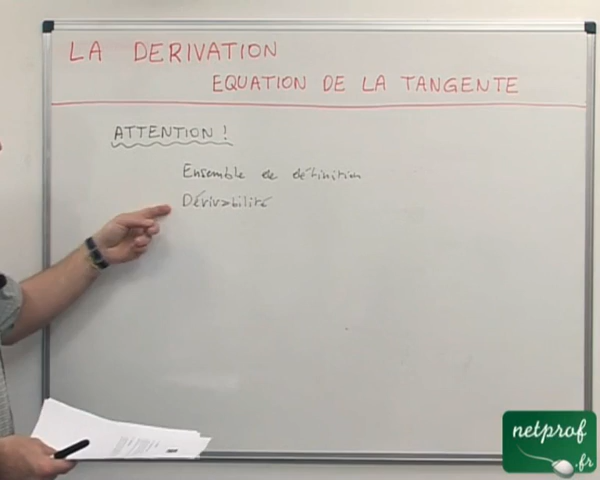 LA DERIVATION
EQUATION DE LA TANGENTE
ATTENTION !
Ensemble de définition
Dérivabilité
netprof
.fr